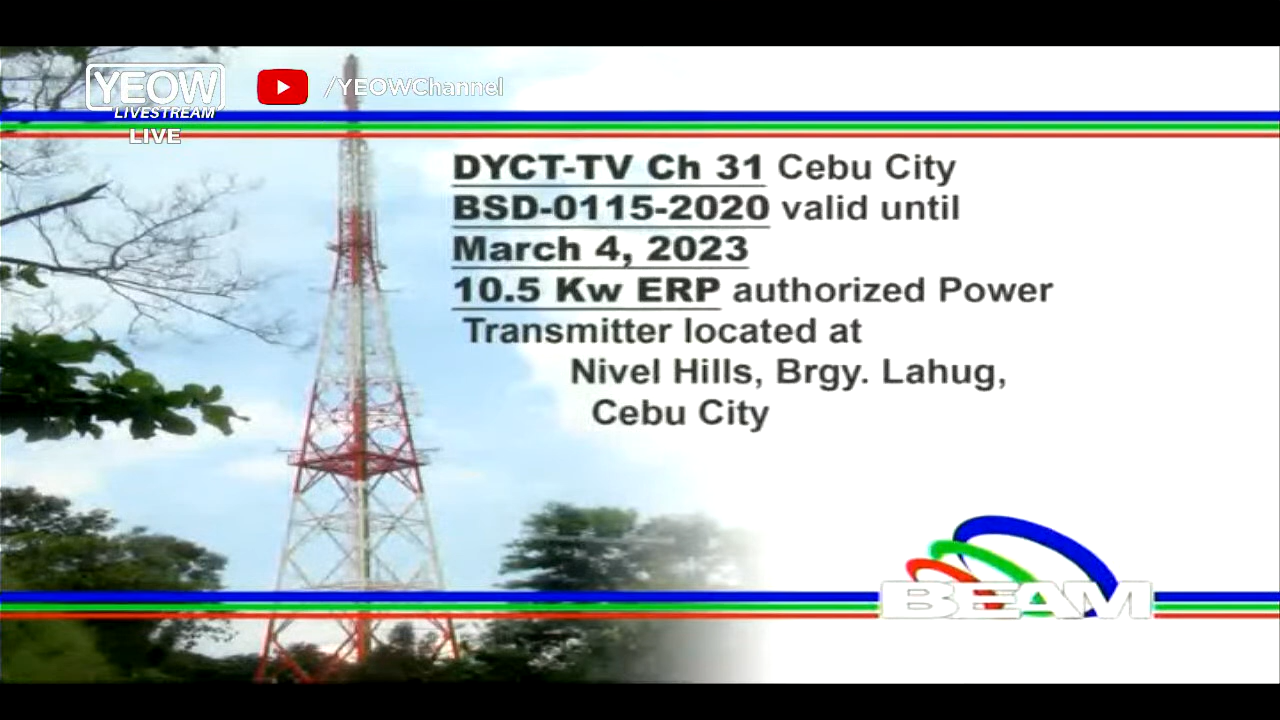 YEOW
LIVESTREAM
LIVE
/YEOWChannel
DYCT-TV Ch 31 Cebu City
BSD-0115-2020 valid until
March 4, 2023
10.5 Kw ERP authorized Power
Transmitter located at
Nivel Hills, Brgy. Lahug,
Cebu City
BEAM